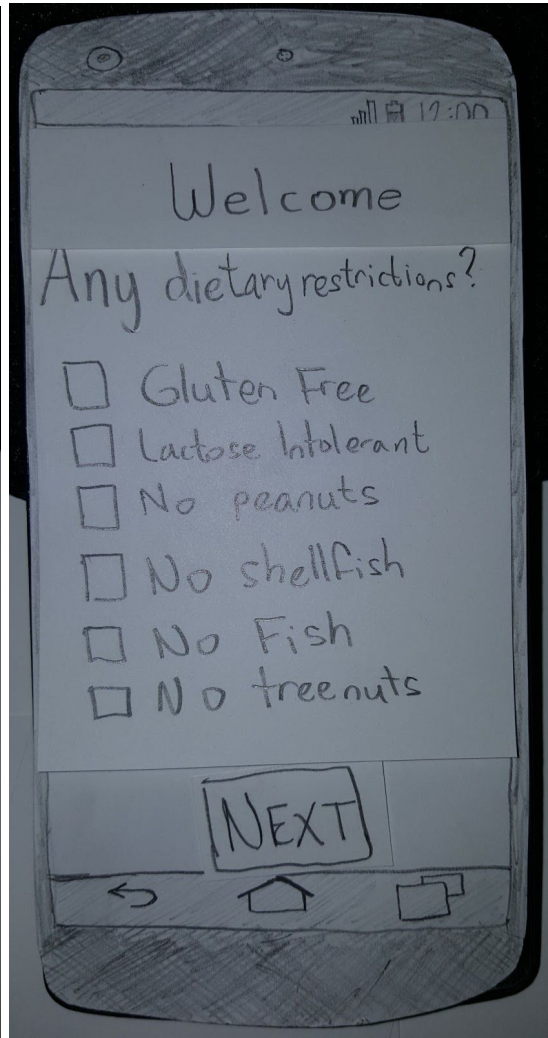 12:00
Welcome
Any dietary restrictions?
Gluten Free
Lactose Intolerant
No peanuts
No shellfish
No Fish
No treenuts
NEXT